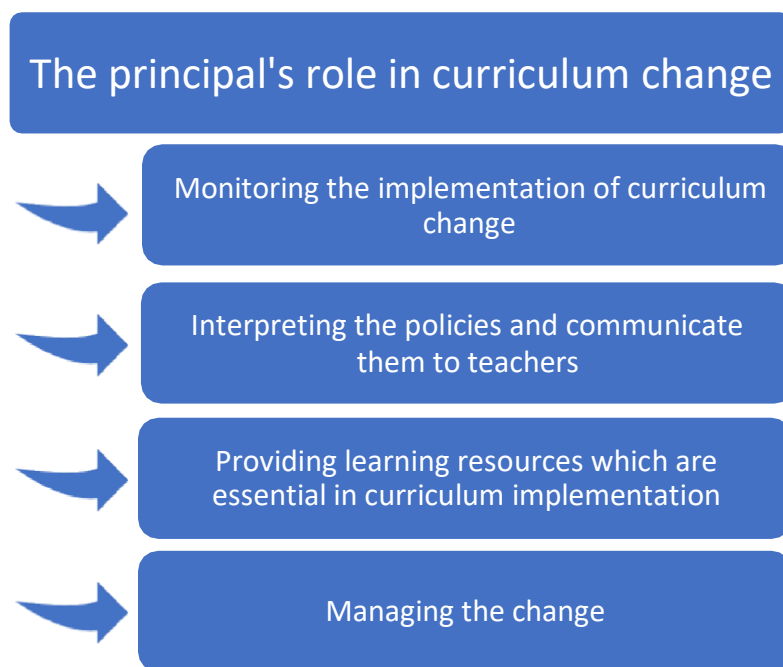 The principal's role in curriculum change
Monitoring the implementation of curriculum
change
Interpreting the policies and communicate
them to teachers
Providing learning resources which are
essential in curriculum implementation
Managing the change